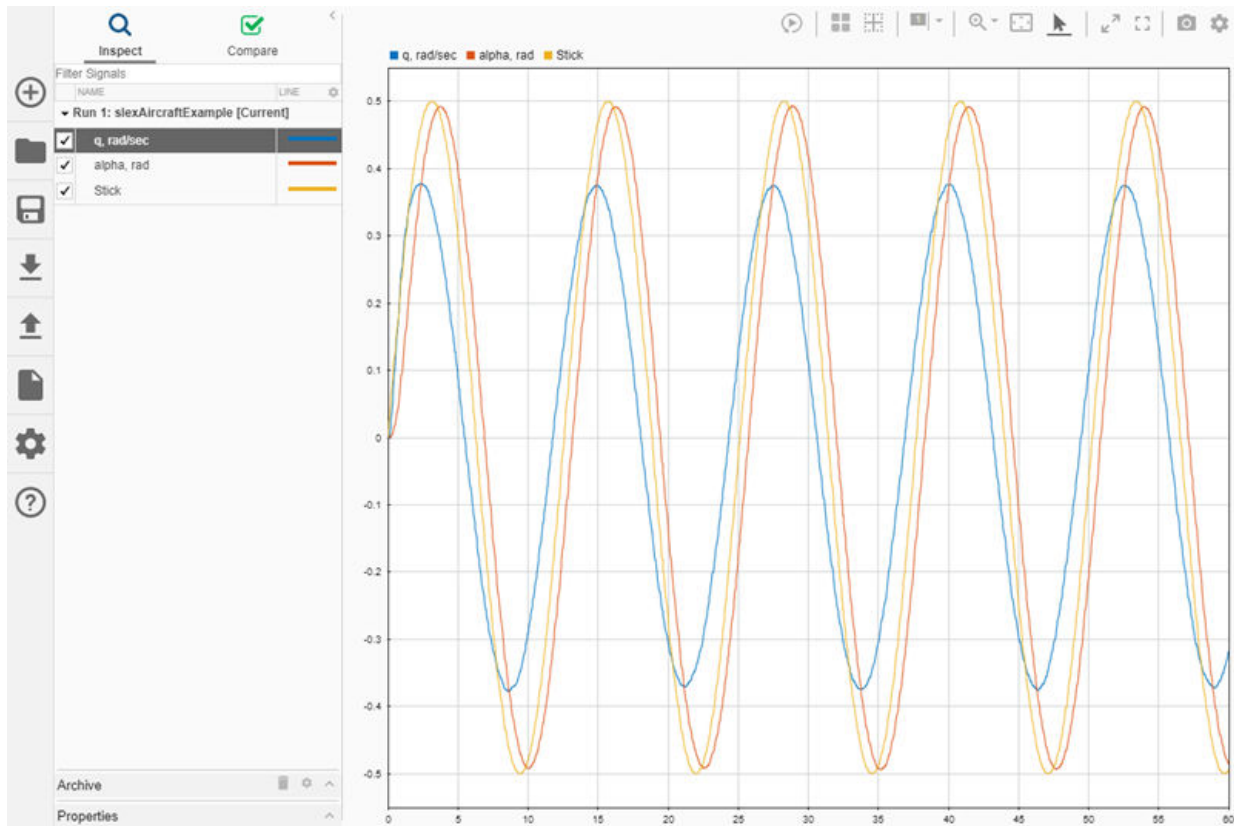 Inspect
Compare
Filter Signals
NAME
LINE
Run 1: slexAircraftExample [Current]
q, rad/sec
alpha, rad
Stick
Archive
Properties
1
q, rad/sec alpha, rad Stick
0.5
0.4
0.3
0.2
0.1
0
-0.1
-0.2
-0.3
-0.4
-0.5
0 5 10 15 20 25 30 35 40 45 50 55 60